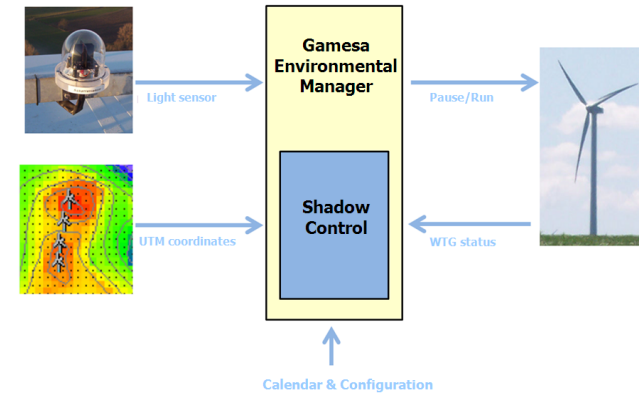 Gamesa
Environmental
Manager
Light sensor
Pause/Run
Shadow
Control
UTM coordinates
WTG status
Calendar & Configuration